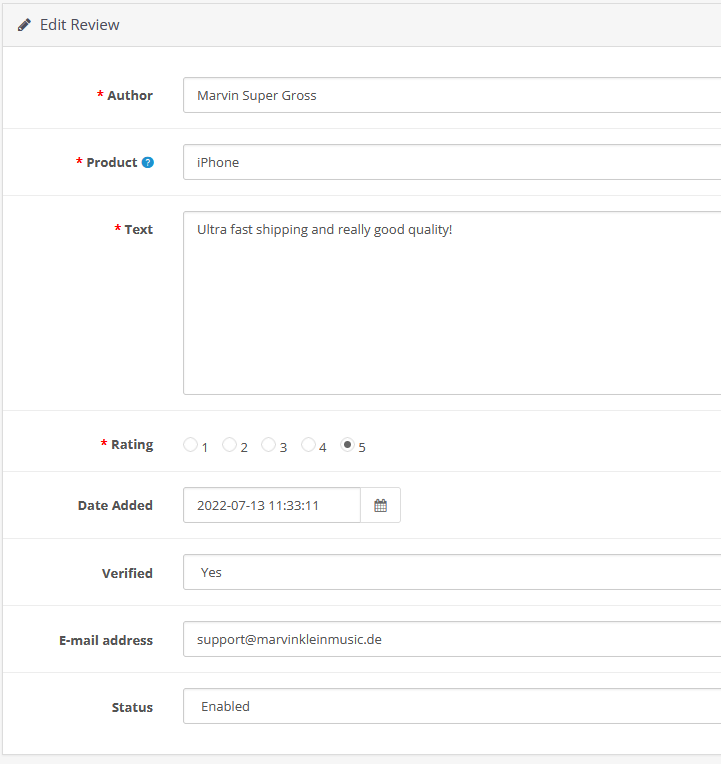 Edit Review
* Author Marvin Super Gross
* Product ? iPhone
* Text Ultra fast shipping and really good quality!
* Rating 1 2 3 4 5
Date Added 2022-07-13 11:33:11
Verified Yes
E-mail address support@marvinkleinmusic.de
Status Enabled